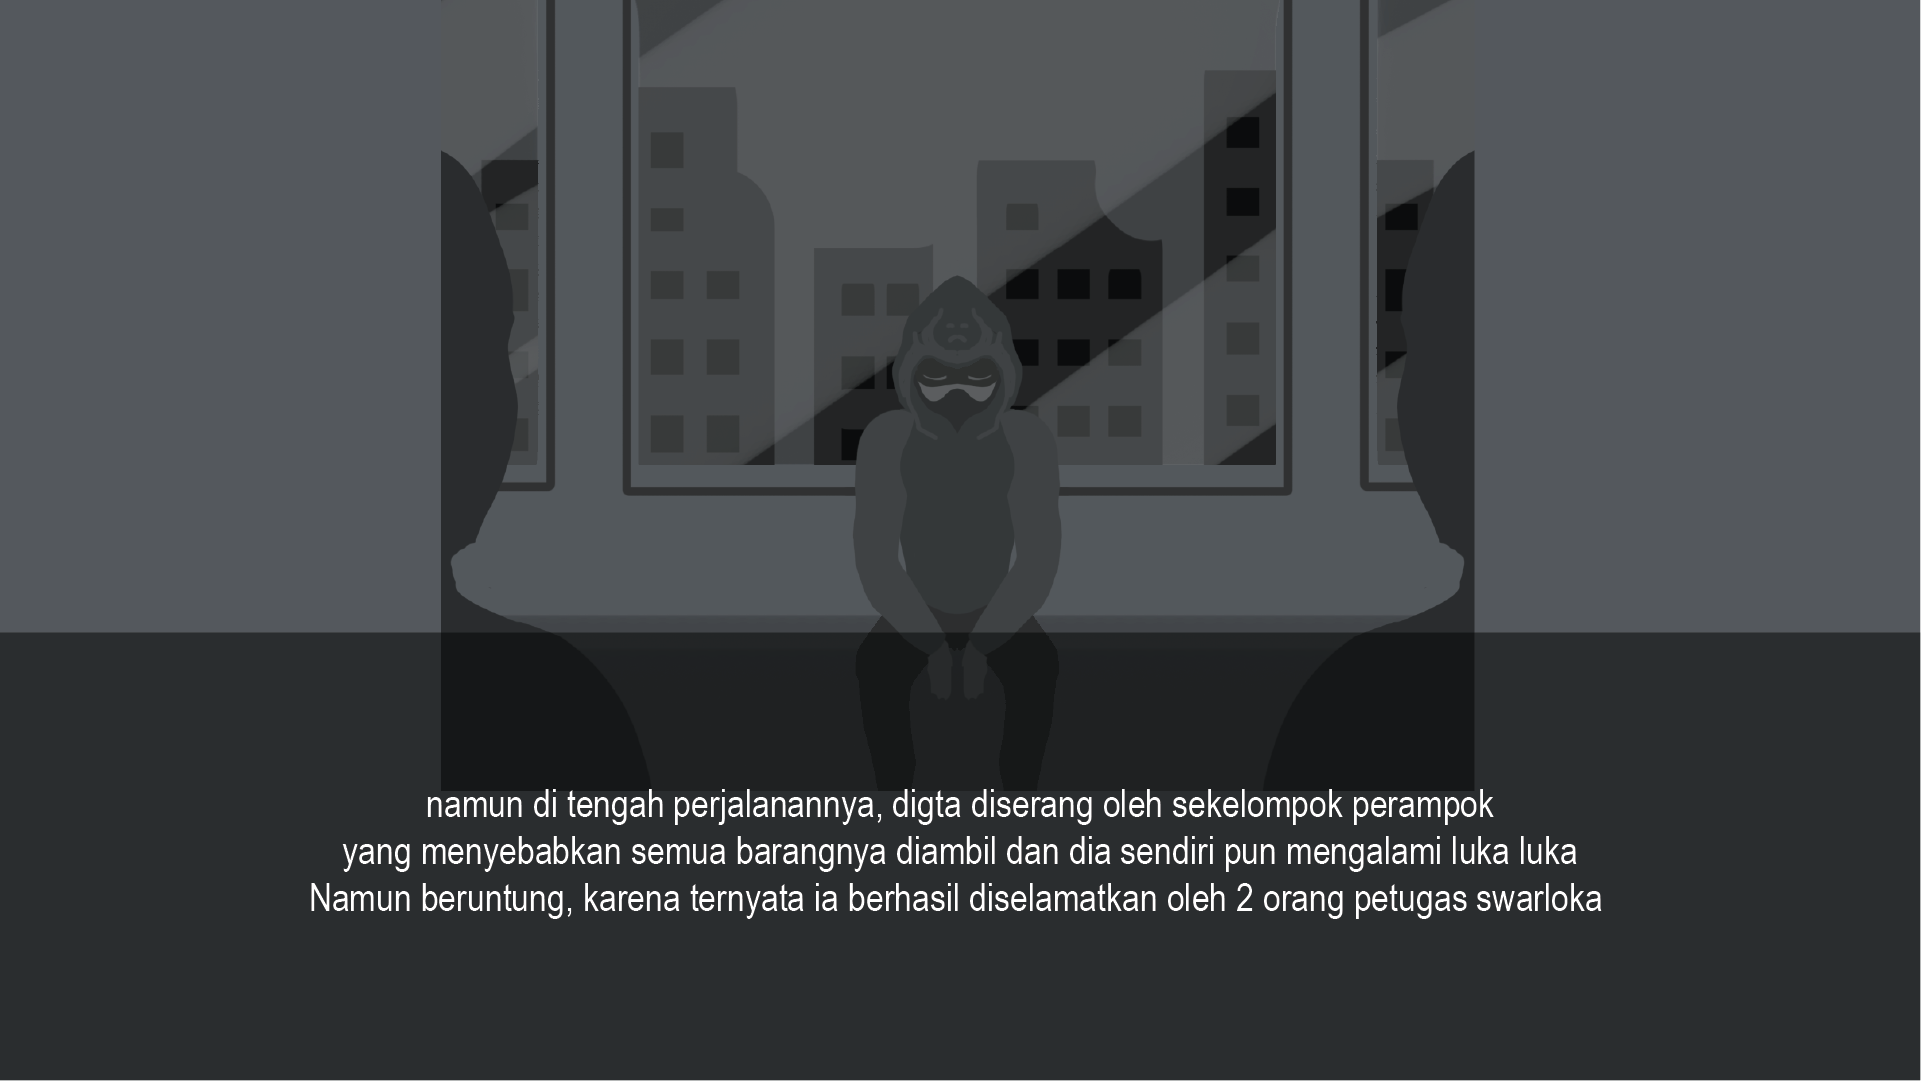 namun di tengah perjalanannya, digta diserang oleh sekelompok perampok
yang menyebabkan semua barangnya diambil dan dia sendiri pun mengalami luka luka
Namun beruntung, karena ternyata ia berhasil diselamatkan oleh 2 orang petugas swarloka